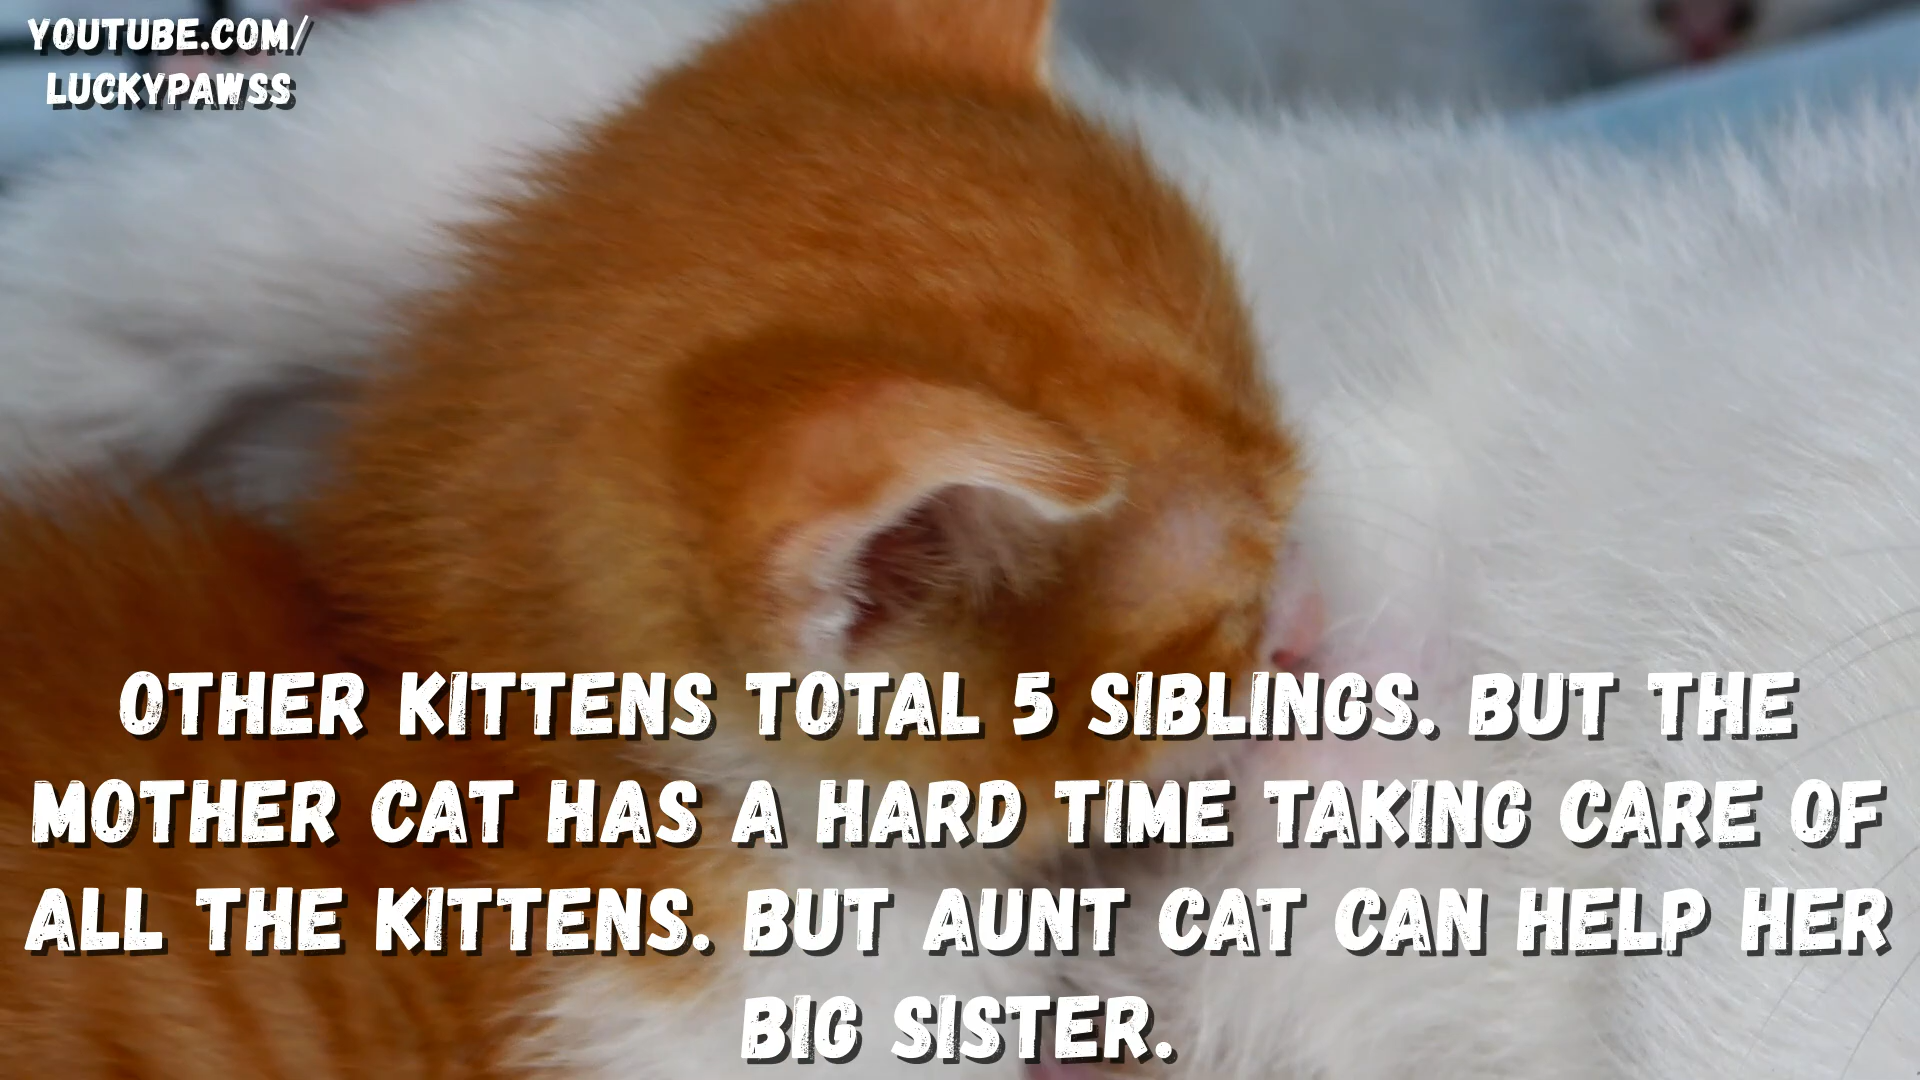 YOUTUBE.COM/
LUCKYPAWSS
OTHER KITTENS TOTAL 5 SIBLINGS. BUT THE
MOTHER CAT HAS A HARD TIME TAKING CARE OF
ALL THE KITTENS. BUT AUNT CAT CAN HELP HER
BIG SISTER.